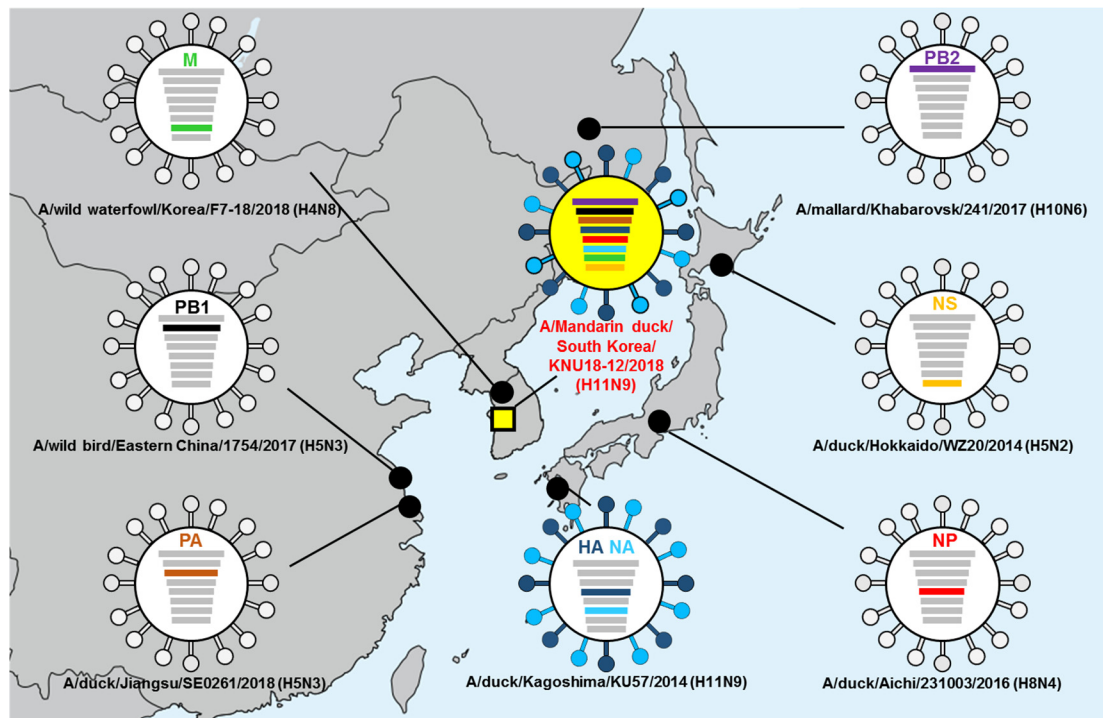 M
PB2
A/wild waterfowl/Korea/F7-18/2018 (H4N8)
A/mallard/Khabarovsk/241/2017 (H10N6)
PB1
NS
A/Mandarin duck/
South Korea/
KNU18-12/2018
(H11N9)
A/wild bird/Eastern China/1754/2017 (H5N3)
A/duck/Hokkaido/WZ20/2014 (H5N2)
PA
HA NA
NP
A/duck/Jiangsu/SE0261/2018 (H5N3)
A/duck/Kagoshima/KU57/2014 (H11N9)
A/duck/Aichi/231003/2016 (H8N4)